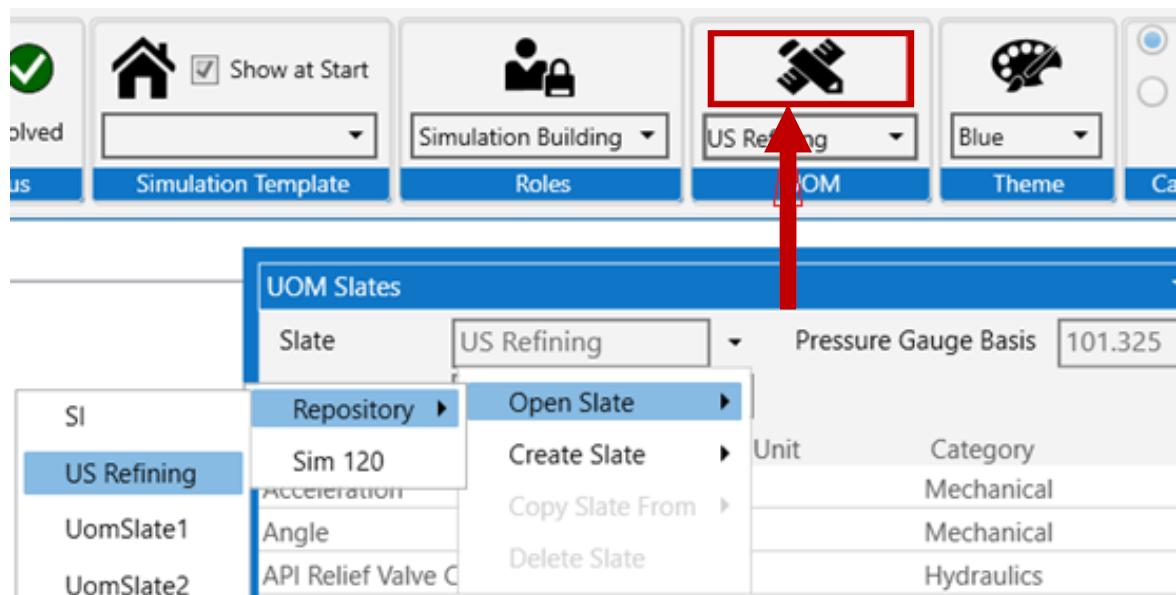 Show at Start
olved
Simulation Building
US Refining
Blue
us
Simulation Template
Roles
UOM
Theme
Ca
UOM Slates
Slate
US Refining
Pressure Gauge Basis
101.325
SI
Repository
Open Slate
US Refining
Sim 120
Create Slate
Unit
Category
Acceleration
Mechanical
UomSlate1
Angle
Copy Slate From
Mechanical
UomSlate2
API Relief Valve C
Delete Slate
Hydraulics